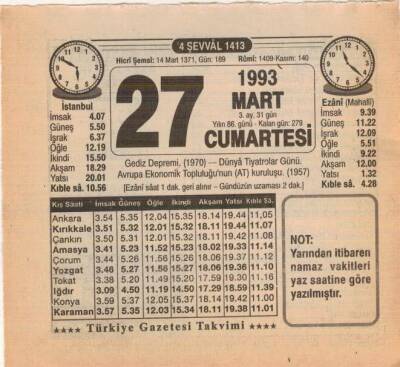 4 ŞEVVÂL 1413
Hicrî Şemsî: 14 Mart 1371, Gün: 189 Rûmî: 1409-Kasım: 140
27
1993
MART
3. ay, 31 gün
Yılın 86. günü - Kalan gün: 279
CUMARTESİ
İstanbul
İmsak 4.07
Güneş 5.50
İşrak 6.37
Öğle 12.19
İkindi 15.50
Akşam 18.29
Yatsı 20.01
Kıble sâ. 10.56
Ezânî (Mahallî)
İmsak 9.39
Güneş 11.22
İşrak 12.09
Öğle 5.51
İkindi 9.22
Akşam 12.00
Yatsı 1.32
Kıble sâ. 4.28
Gediz Depremi. (1970) — Dünyâ Tiyatrolar Günü.
Avrupa Ekonomik Topluluğu'nun (AT) kuruluşu. (1957)
[Ezânî sâat 1 dak. geri alınır – Gündüzün uzaması 2 dak.]
Kış Sâati İmsak Güneş Öğle İkindi Akşam Yatsı Kıble Sâ.
Ankara 3.54 5.35 12.04 15.35 18.14 19.44 11.05
Kırıkkale 3.51 5.32 12.01 15.32 18.11 19.44 11.07
Çankırı 3.50 5.31 12.01 15.32 18.11 19.42 11.08
Amasya 3.41 5.23 11.52 15.23 18.02 19.33 11.14
Çorum 3.44 5.26 11.56 15.26 18.06 19.36 11.11
Yozgat 3.46 5.27 11.56 15.27 18.06 19.36 11.10
Tokat 3.38 5.20 11.49 15.20 17.59 19.30 11.16
Iğdır 3.09 4.50 11.19 14.50 17.29 18.59 11.39
Konya 3.59 5.37 12.05 15.37 18.14 19.42 11.00
Karaman 3.57 5.35 12.03 15.34 18.11 19.38 11.01
NOT:
Yarından itibaren
namaz vakitleri
yaz saatine göre
yazılmıştır.
★★★★ Türkiye Gazetesi Takvimi ★★★★